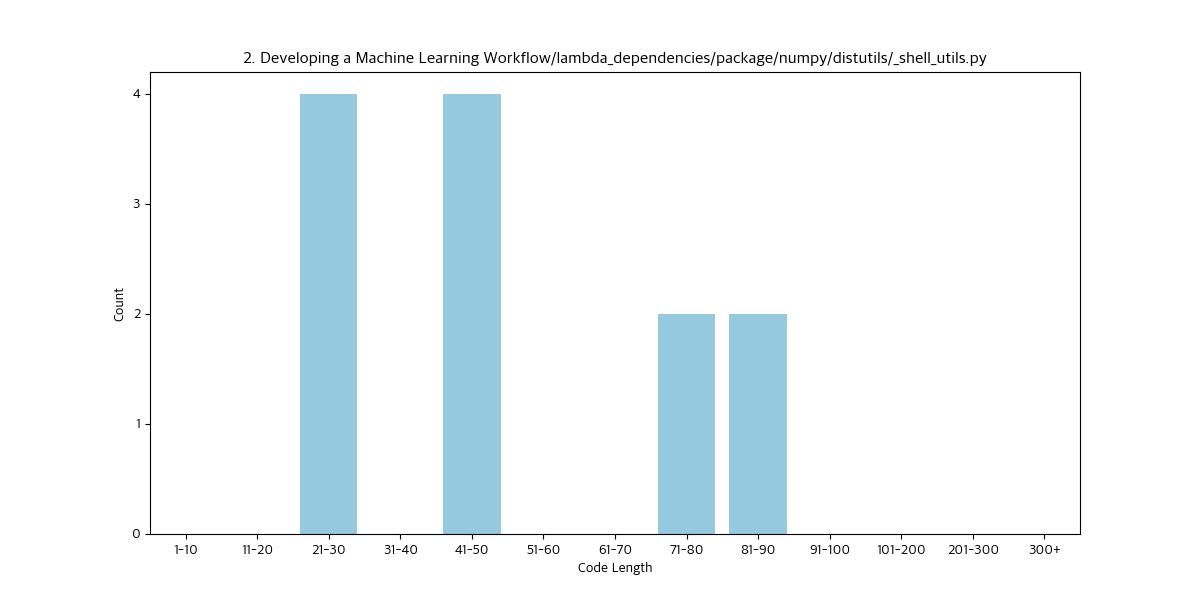 2. Developing a Machine Learning Workflow/lambda_dependencies/package/numpy/distutils/_shell_utils.py
4
3
2
1
0
Count
1-10 11-20 21-30 31-40 41-50 51-60 61-70 71-80 81-90 91-100 101-200 201-300 300+
Code Length